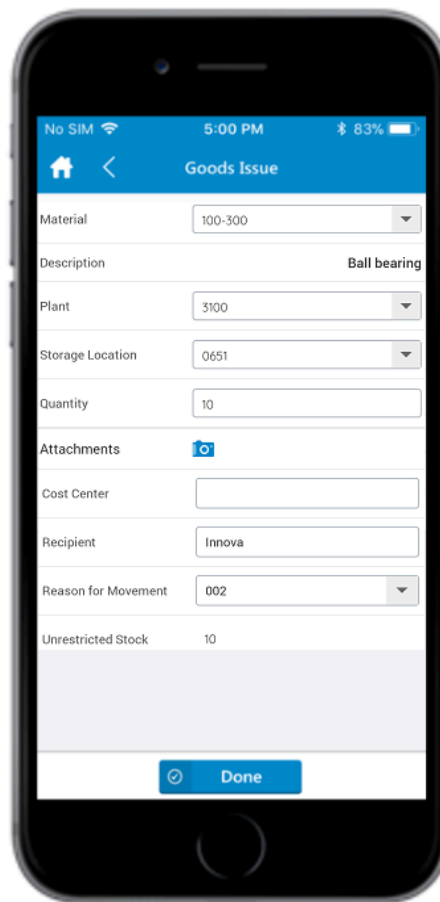 No SIM 5:00 PM 83%
Goods Issue
Material 100-300
Description Ball bearing
Plant 3100
Storage Location 0651
Quantity 10
Attachments
Cost Center
Recipient Innova
Reason for Movement 002
Unrestricted Stock 10
Done